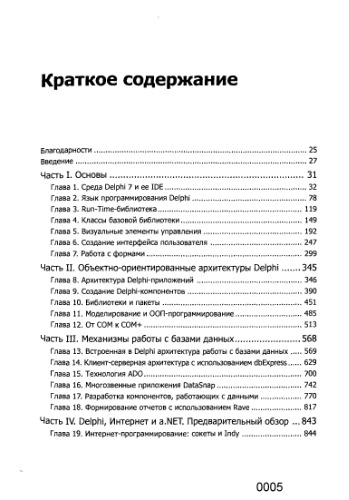 Краткое содержание
Благодарности 25
Введение 27
Часть I. Основы 31
Глава 1. Среда Delphi 7 и ее IDE 32
Глава 2. Язык программирования Delphi 78
Глава 3. Run-Time-библиотека 119
Глава 4. Классы базовой библиотеки 149
Глава 5. Визуальные элементы управления 192
Глава 6. Создание интерфейса пользователя 247
Глава 7. Работа с формами 299
Часть II. Объектно-ориентированные архитектуры Delphi 345
Глава 8. Архитектура Delphi-приложений 346
Глава 9. Создание Delphi-компонентов 390
Глава 10. Библиотеки и пакеты 451
Глава 11. Моделирование и ООП-программирование 485
Глава 12. От COM к COM+ 513
Часть III. Механизмы работы с базами данных 568
Глава 13. Встроенная в Delphi архитектура работы с базами данных 569
Глава 14. Клиент-серверная архитектура с использованием dbExpress 629
Глава 15. Технология ADO 700
Глава 16. Многозвенные приложения DataSnap 742
Глава 17. Разработка компонентов, работающих с данными 770
Глава 18. Формирование отчетов с использованием Rave 817
Часть IV. Delphi, Интернет и a.NET. Предварительный обзор 843
Глава 19. Интернет-программирование: сокеты и Indy 844
0005